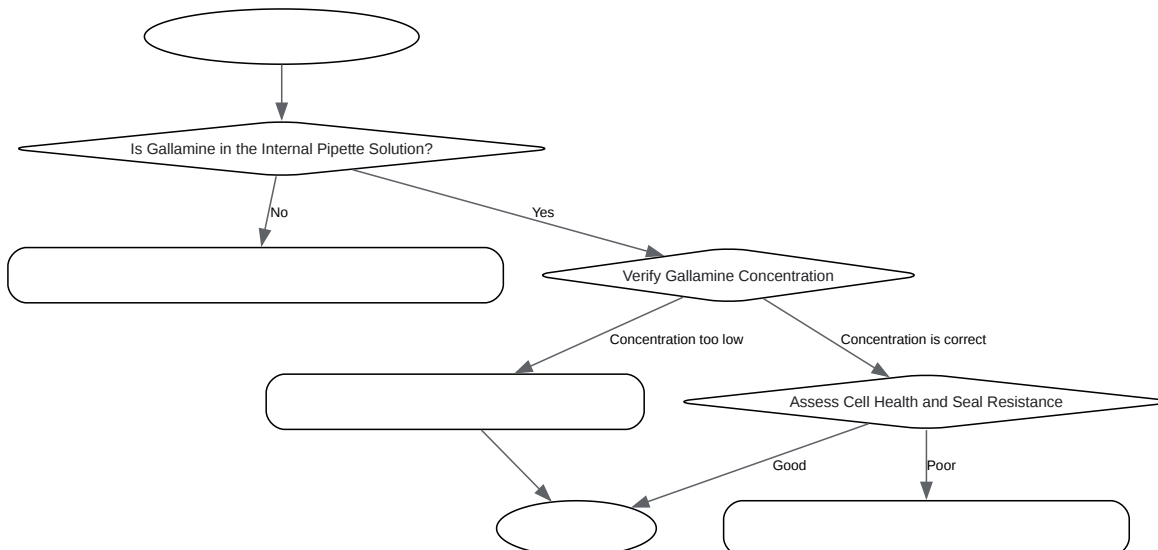 Is Gallamine in the Internal Pipette Solution?
No
Yes
Verify Gallamine Concentration
Concentration too low
Concentration is correct
Assess Cell Health and Seal Resistance
Good
Poor